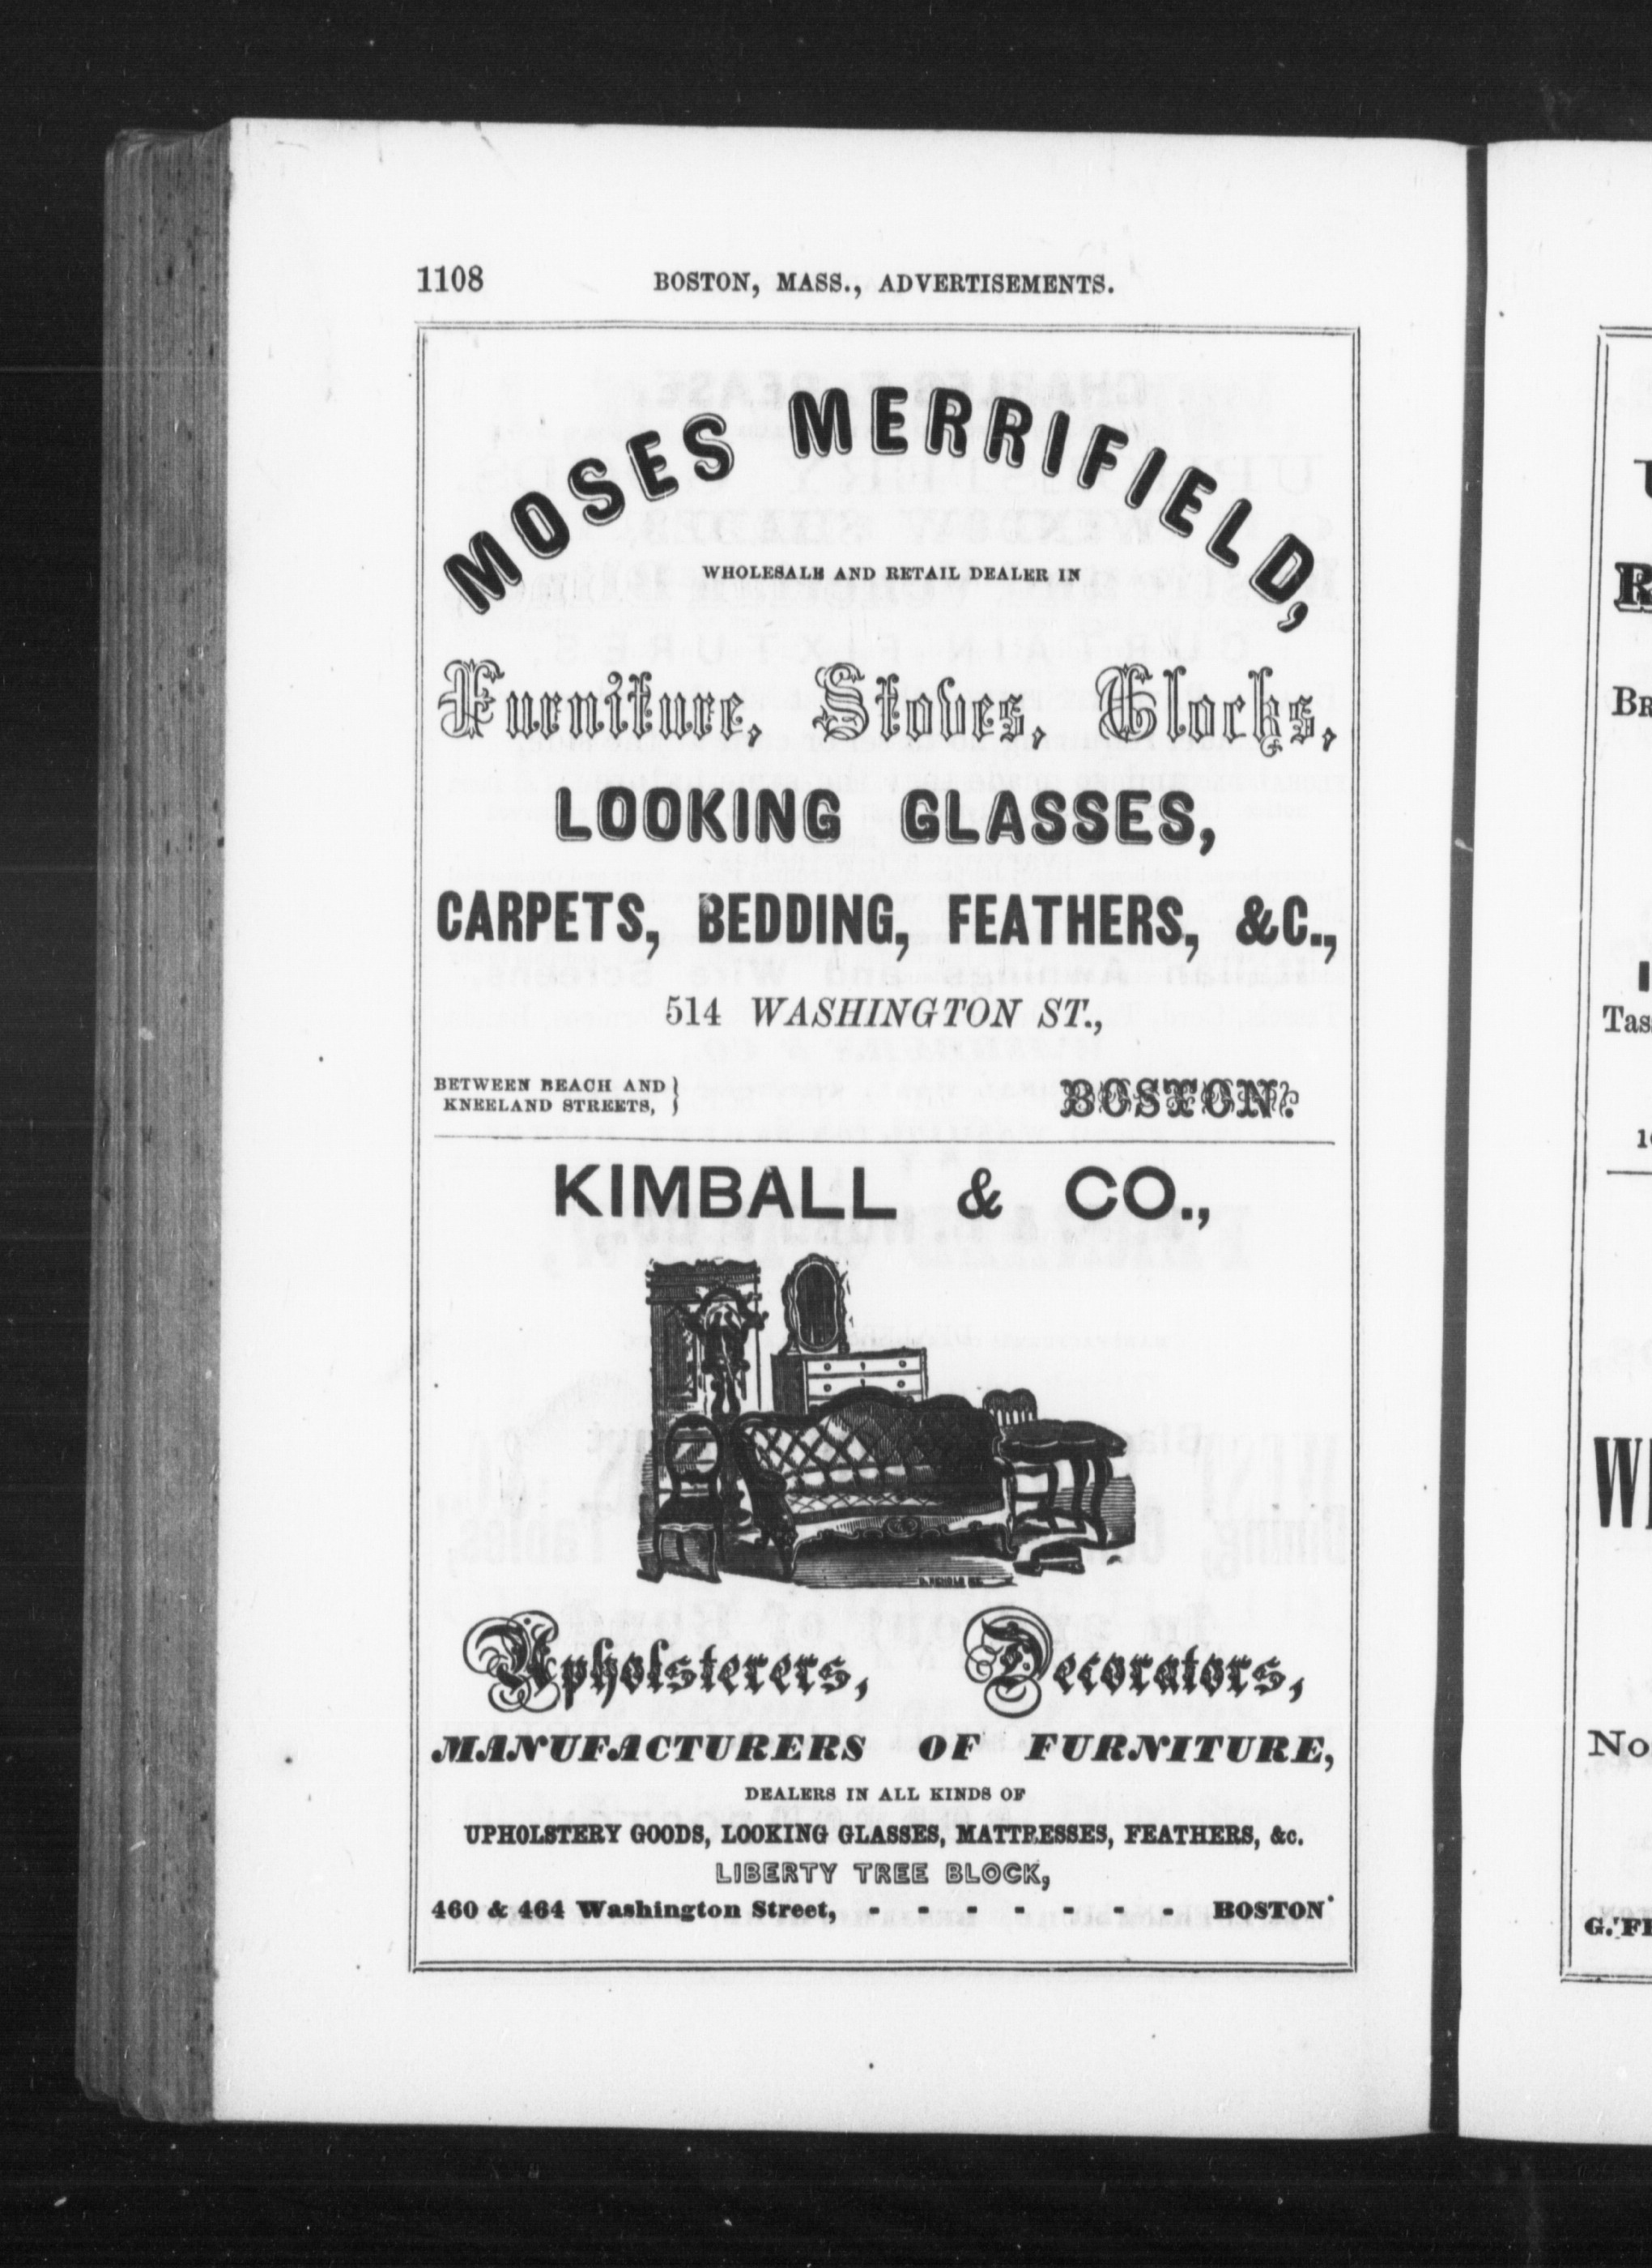 1108 BOSTON, MASS., ADVERTISEMENTS.
MOSES MERRIFIELD,
WHOLESALE AND RETAIL DEALER IN
Furniture, Stoves, Clocks,
LOOKING GLASSES,
CARPETS, BEDDING, FEATHERS, &C.,
514 WASHINGTON ST.,
BETWEEN BEACH AND
KNEELAND STREETS, } BOSTON.
KIMBALL & CO.,
Upholsterers, Decorators,
MANUFACTURERS OF FURNITURE,
DEALERS IN ALL KINDS OF
UPHOLSTERY GOODS, LOOKING GLASSES, MATTRESSES, FEATHERS, &c.
LIBERTY TREE BLOCK,
460 & 464 Washington Street, - - - - - - - BOSTON.
No